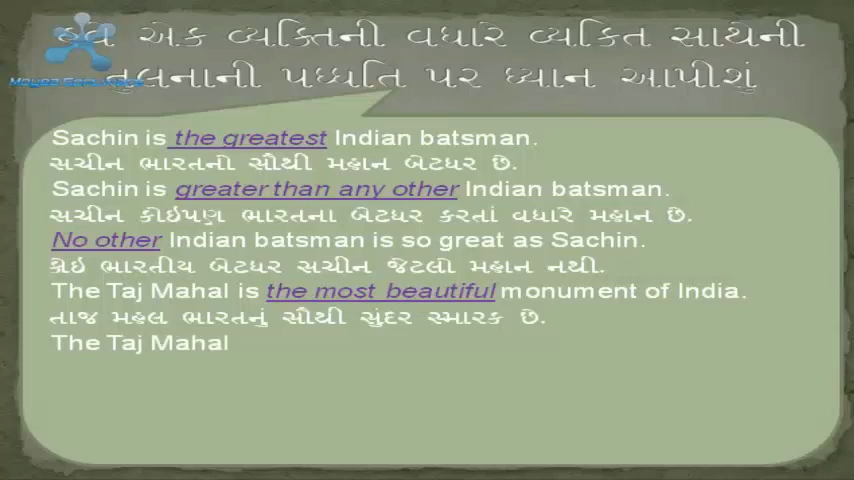 હવે એક વ્યક્તિની વધારે વ્યકિત સાથેની
તુલનાની પધ્ધતિ પર ધ્યાન આપીશું
Sachin is the greatest Indian batsman.
સચીન ભારતનો સૌથી મહાન બેટધર છે.
Sachin is greater than any other Indian batsman.
સચીન કોઇપણ ભારતના બેટધર કરતાં વધારે મહાન છે.
No other Indian batsman is so great as Sachin.
કોઇ ભારતીય બેટધર સચીન જેટલો મહાન નથી.
The Taj Mahal is the most beautiful monument of India.
તાજ મહલ ભારતનું સૌથી સુંદર સ્મારક છે.
The Taj Mahal